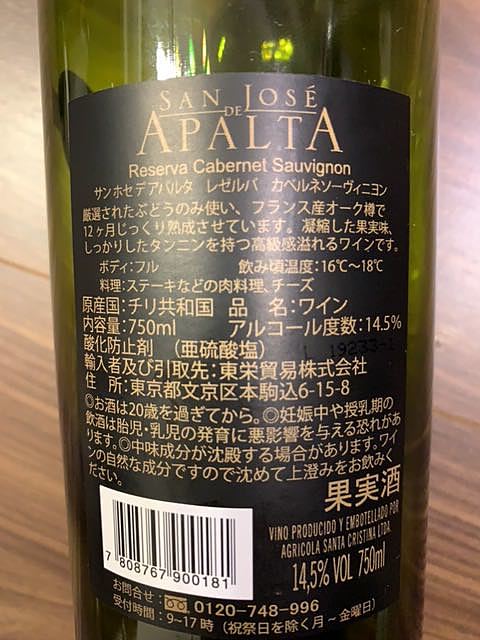 SAN JOSÉ
DE
APALTA
Reserva Cabernet Sauvignon
サンホセデアパルタ レゼルバ カベルネソーヴィニヨン
厳選されたぶどうのみ使い、フランス産オーク樽で
12ヶ月じっくり熟成させています。凝縮した果実味、
しっかりしたタンニンを持つ高級感溢れるワインです。
ボディ：フル 飲み頃温度：16℃～18℃
料理：ステーキなどの肉料理、チーズ
原産国：チリ共和国 品 名：ワイン
内容量：750ml アルコール度数：14.5%
酸化防止剤 （亜硫酸塩）
輸入者及び引取先：東栄貿易株式会社
住 所：東京都文京区本駒込6-15-8
◎お酒は20歳を過ぎてから。◎妊娠中や授乳期の
飲酒は胎児・乳児の発育に悪影響を与える恐れがあ
ります。◎中味成分が沈殿する場合があります。ワイ
ンの自然な成分ですので沈めて上澄みをお飲みく
ださい。
果実酒
VINO PRODUCIDO Y EMBOTELLADO POR
AGRICOLA SANTA CRISTINA LTDA.
14,5% VOL 750ml
7 808767 900181
お問合せ： 0120-748-996
受付時間：9－17時（祝祭日を除く月～金曜日）